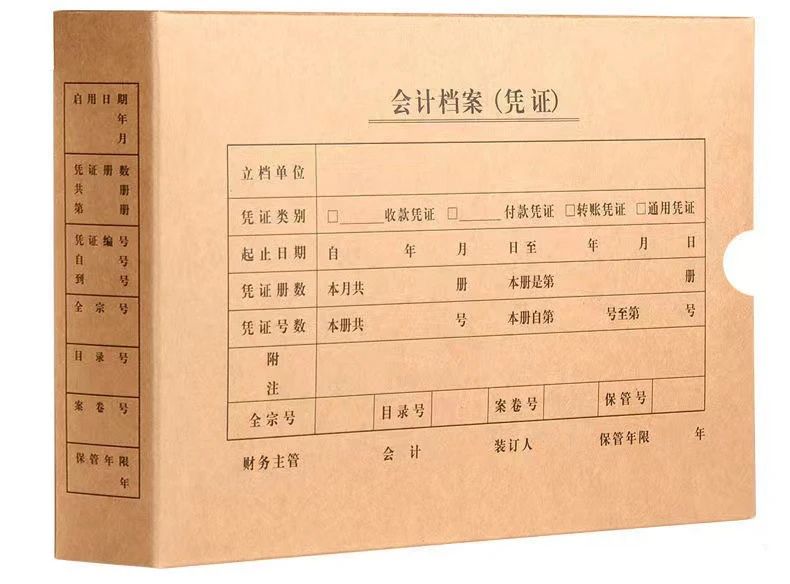 启用日期
年
月
凭证册数
共 册
第 册
凭证编号
自 号
到 号
全宗号
目录号
案卷号
保管年限
年
会计档案(凭证)
立档单位
凭证类别 □______收款凭证 □______付款凭证 □转账凭证 □通用凭证
起止日期 自 年 月 日 至 年 月 日
凭证册数 本月共 册 本册是第 册
凭证号数 本册共 号 本册自第 号至第 号
附
注
全宗号 目录号 案卷号 保管号
财务主管 会计 装订人 保管年限 年